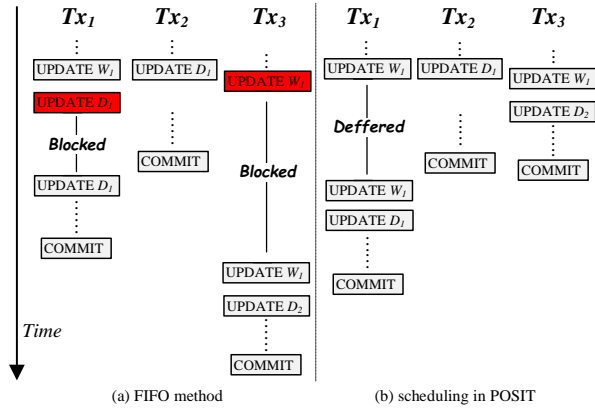 Tx1 Tx2 Tx3 Tx1 Tx2 Tx3
UPDATE W1 UPDATE D1 UPDATE W1 UPDATE W1 UPDATE D1 UPDATE W1
UPDATE D1 UPDATE D2
Blocked Blocked Deffered
UPDATE D1 COMMIT UPDATE W1 COMMIT COMMIT
UPDATE D1
COMMIT
UPDATE W1 COMMIT
UPDATE D2
Time
COMMIT
(a) FIFO method (b) scheduling in POSIT